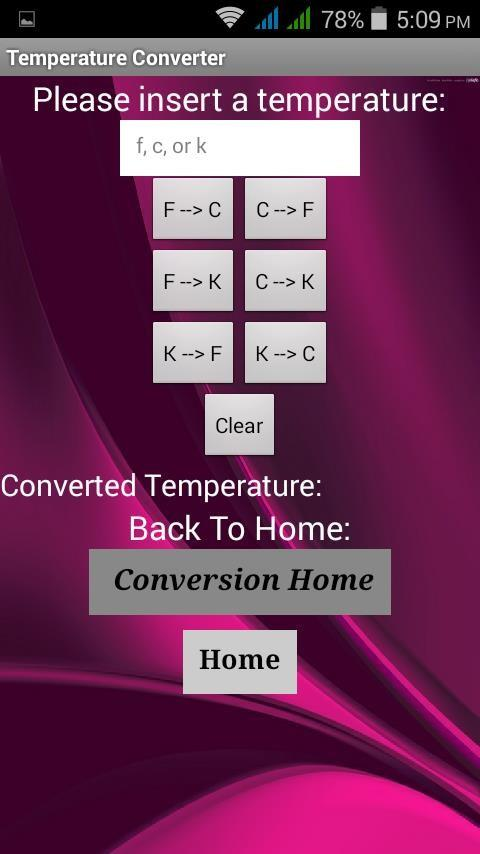 78% 5:09 PM
Temperature Converter
Please insert a temperature:
f, c, or k
F --> C C --> F
F --> K C --> K
K --> F K --> C
Clear
Converted Temperature:
Back To Home:
Conversion Home
Home